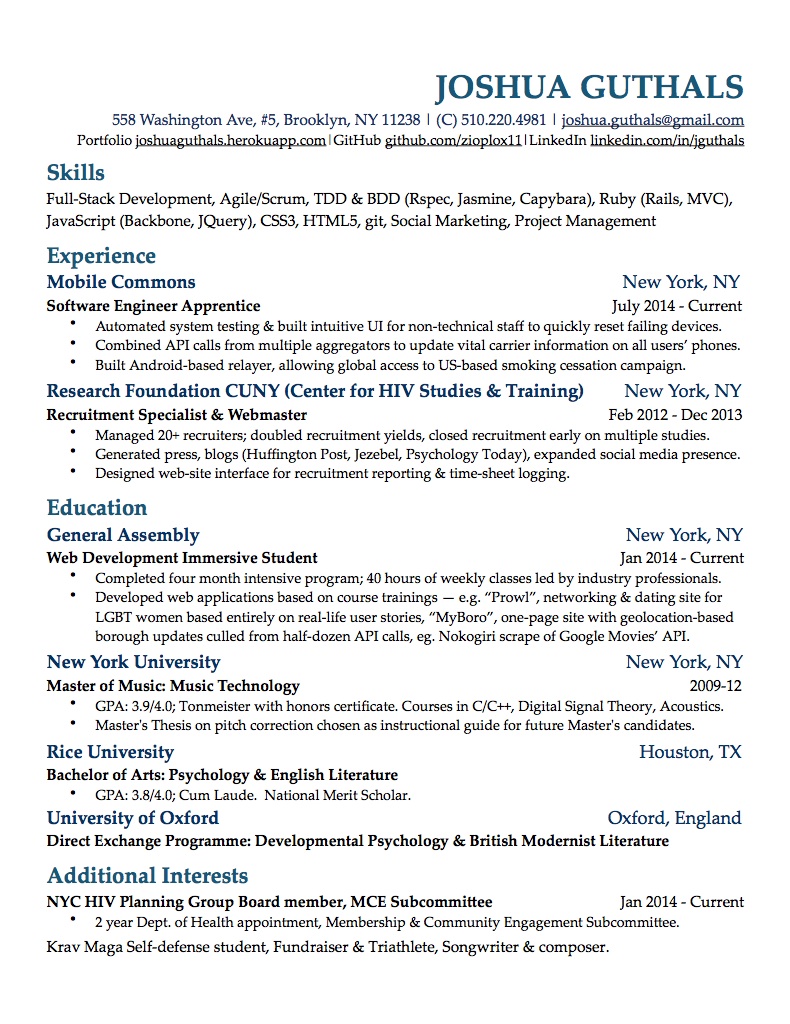 JOSHUA GUTHALS
558 Washington Ave, #5, Brooklyn, NY 11238 | (C) 510.220.4981 | joshua.guthals@gmail.com
Portfolio joshuaguthals.herokuapp.com|GitHub github.com/zioplox11|LinkedIn linkedin.com/in/jguthals
Skills
Full-Stack Development, Agile/Scrum, TDD & BDD (Rspec, Jasmine, Capybara), Ruby (Rails, MVC),
JavaScript (Backbone, JQuery), CSS3, HTML5, git, Social Marketing, Project Management
Experience
Mobile Commons New York, NY
Software Engineer Apprentice July 2014 - Current
• Automated system testing & built intuitive UI for non-technical staff to quickly reset failing devices.
• Combined API calls from multiple aggregators to update vital carrier information on all users' phones.
• Built Android-based relayer, allowing global access to US-based smoking cessation campaign.
Research Foundation CUNY (Center for HIV Studies & Training) New York, NY
Recruitment Specialist & Webmaster Feb 2012 - Dec 2013
• Managed 20+ recruiters; doubled recruitment yields, closed recruitment early on multiple studies.
• Generated press, blogs (Huffington Post, Jezebel, Psychology Today), expanded social media presence.
• Designed web-site interface for recruitment reporting & time-sheet logging.
Education
General Assembly New York, NY
Web Development Immersive Student Jan 2014 - Current
• Completed four month intensive program; 40 hours of weekly classes led by industry professionals.
• Developed web applications based on course trainings — e.g. “Prowl”, networking & dating site for
LGBT women based entirely on real-life user stories, “MyBoro”, one-page site with geolocation-based
borough updates culled from half-dozen API calls, eg. Nokogiri scrape of Google Movies’ API.
New York University New York, NY
Master of Music: Music Technology 2009-12
• GPA: 3.9/4.0; Tonmeister with honors certificate. Courses in C/C++, Digital Signal Theory, Acoustics.
• Master's Thesis on pitch correction chosen as instructional guide for future Master's candidates.
Rice University Houston, TX
Bachelor of Arts: Psychology & English Literature
• GPA: 3.8/4.0; Cum Laude. National Merit Scholar.
University of Oxford Oxford, England
Direct Exchange Programme: Developmental Psychology & British Modernist Literature
Additional Interests
NYC HIV Planning Group Board member, MCE Subcommittee Jan 2014 - Current
• 2 year Dept. of Health appointment, Membership & Community Engagement Subcommittee.
Krav Maga Self-defense student, Fundraiser & Triathlete, Songwriter & composer.